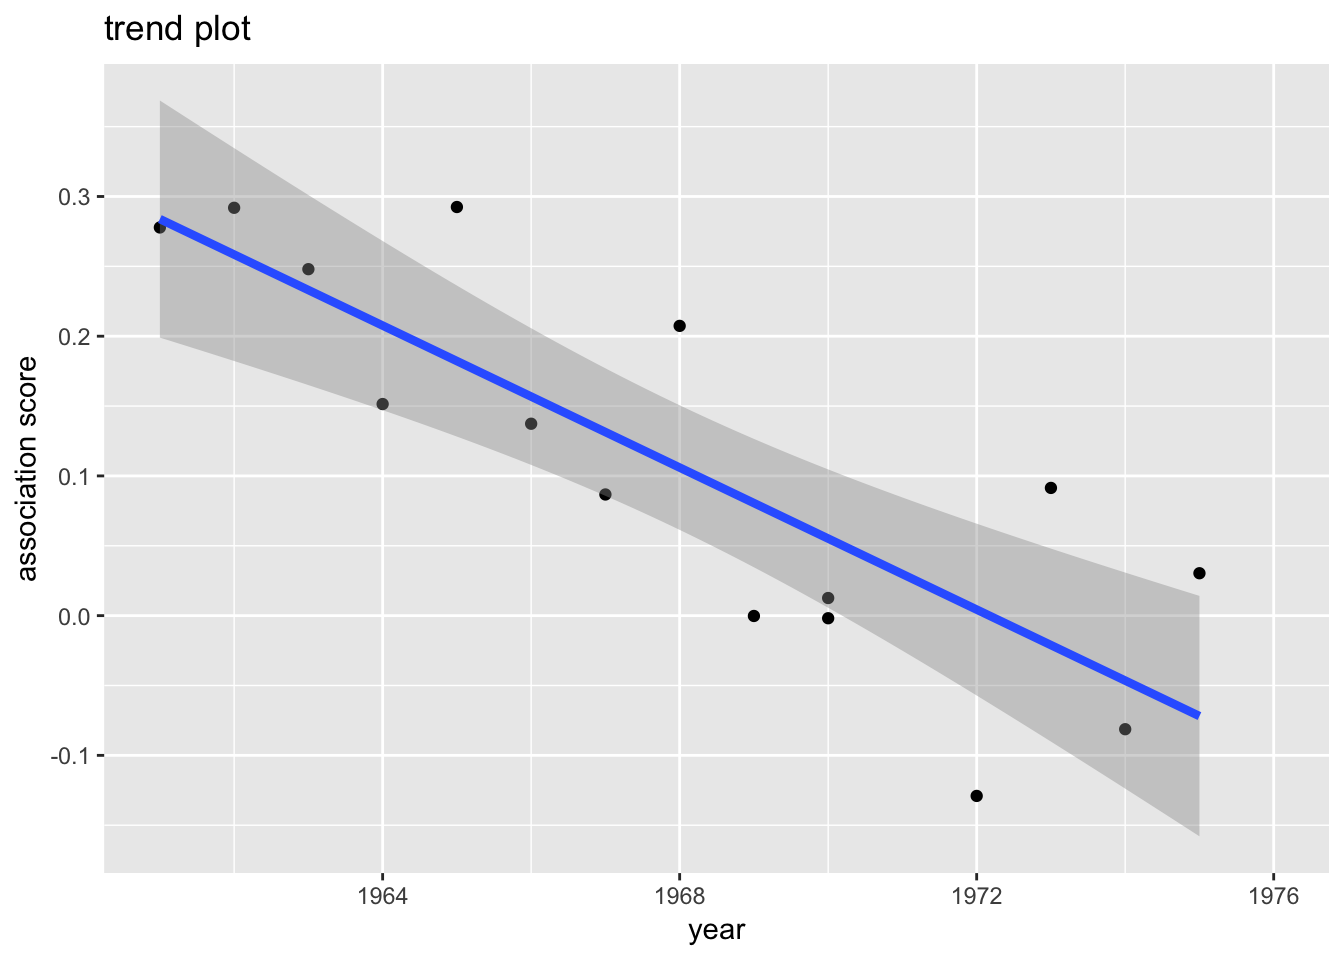 trend plot
association score
0.3
0.2
0.1
0.0
-0.1
1964 1968 1972 1976
year